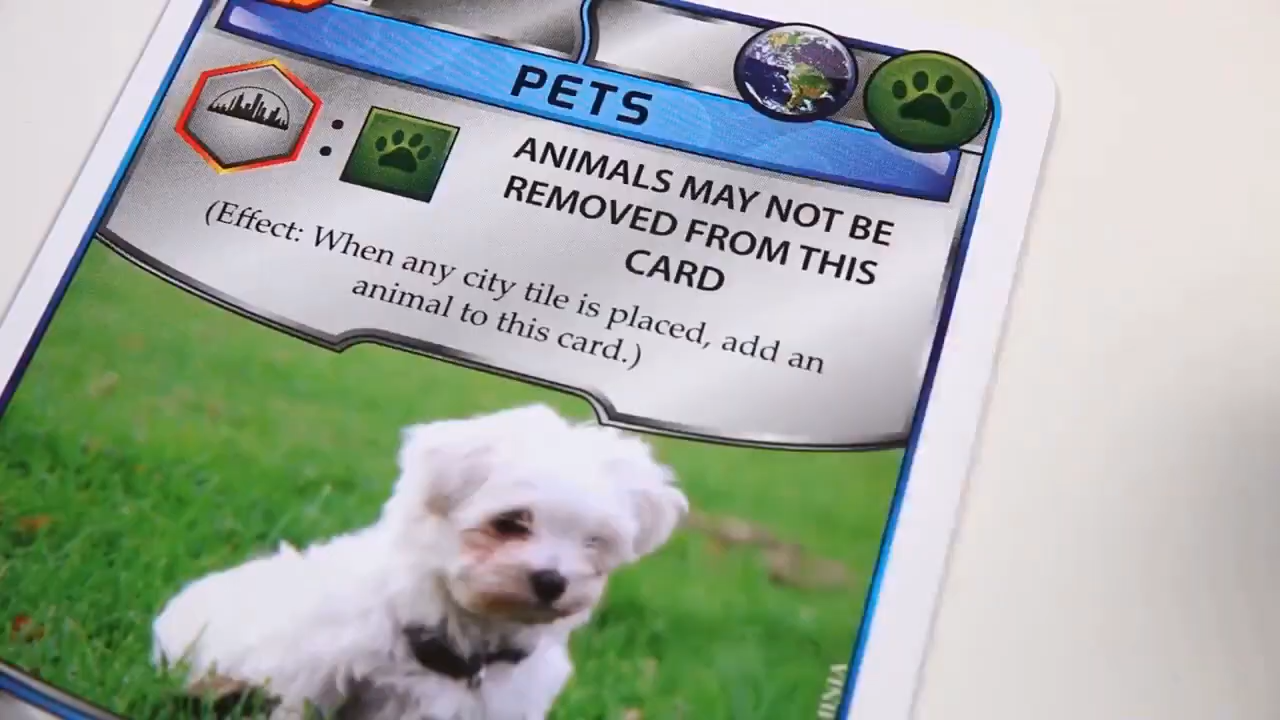 PETS
ANIMALS MAY NOT BE
REMOVED FROM THIS
CARD
(Effect: When any city tile is placed, add an
animal to this card.)